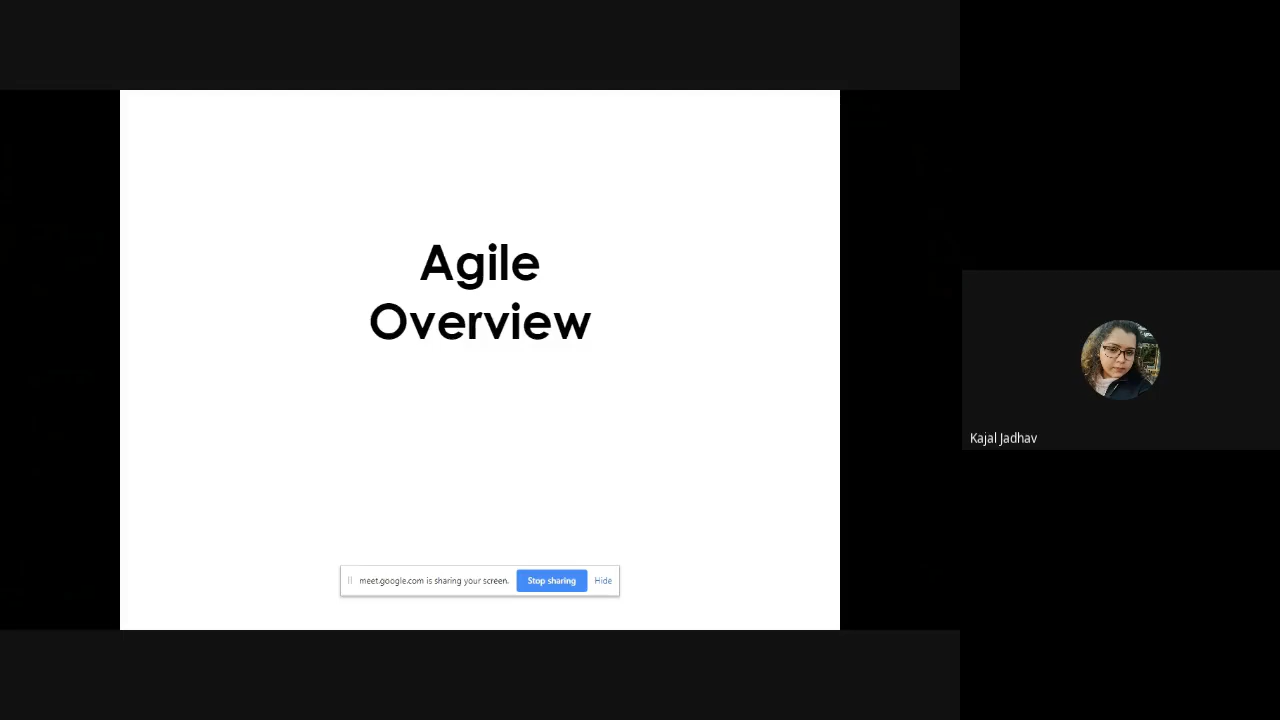 Agile
Overview
meet.google.com is sharing your screen.
Stop sharing
Hide
Kajal Jadhav